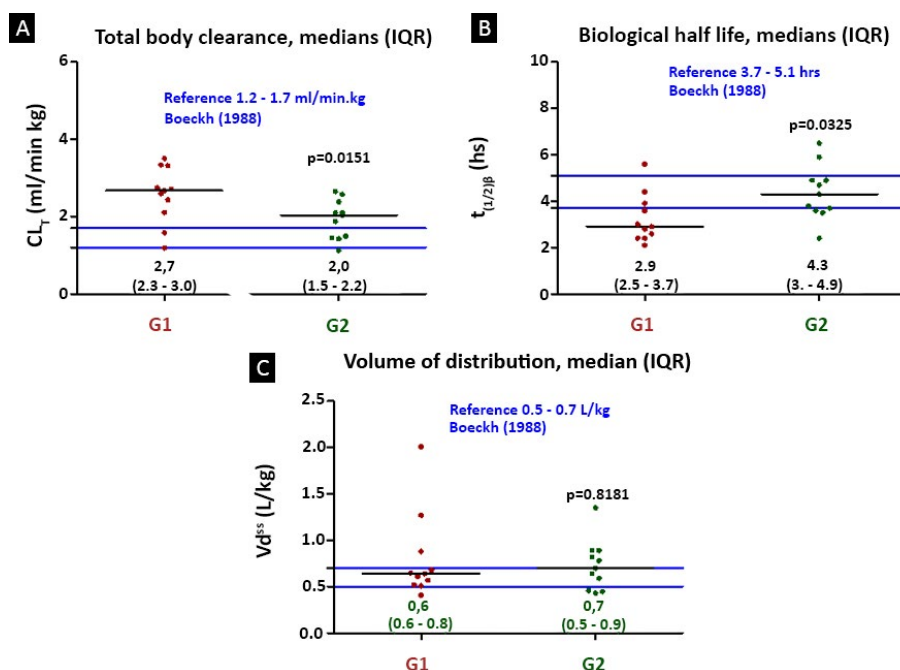 A
Total body clearance, medians (IQR)
6
4
2
0
CL_T (ml/min kg)
Reference 1.2 - 1.7 ml/min.kg
Boeckh (1988)
p=0.0151
2,7
(2.3 - 3.0)
2,0
(1.5 - 2.2)
G1
G2
B
Biological half life, medians (IQR)
10
8
6
4
2
0
t(1/2)β (hs)
Reference 3.7 - 5.1 hrs
Boeckh (1988)
p=0.0325
2.9
(2.5 - 3.7)
4.3
(3. - 4.9)
G1
G2
C
Volume of distribution, median (IQR)
2.5
2.0
1.5
1.0
0.5
0.0
Vd^ss (L/kg)
Reference 0.5 - 0.7 L/kg
Boeckh (1988)
p=0.8181
0,6
(0.6 - 0.8)
0,7
(0.5 - 0.9)
G1
G2